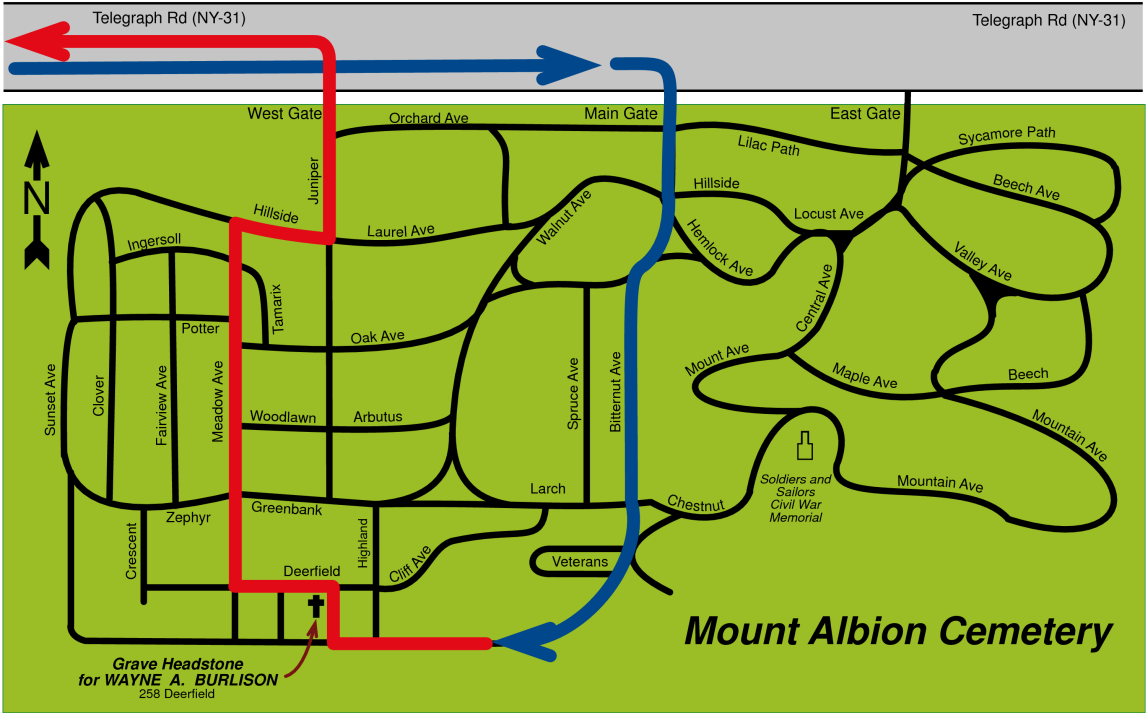 Telegraph Rd (NY-31)
Telegraph Rd (NY-31)
West Gate
Orchard Ave
Main Gate
East Gate
Lilac Path
Sycamore Path
Beech Ave
N
Juniper
Hillside
Laurel Ave
Walnut Ave
Hillside
Locust Ave
Hemlock Ave
Valley Ave
Ingersoll
Tamarix
Potter
Oak Ave
Central Ave
Mount Ave
Maple Ave
Beech
Sunset Ave
Clover
Fairview Ave
Meadow Ave
Woodlawn
Arbutus
Spruce Ave
Bitternut Ave
Mountain Ave
Soldiers and
Sailors
Civil War
Memorial
Mountain Ave
Larch
Chestnut
Greenbank
Zephyr
Crescent
Highland
Cliff Ave
Veterans
Deerfield
Mount Albion Cemetery
Grave Headstone
for WAYNE A. BURLISON
258 Deerfield